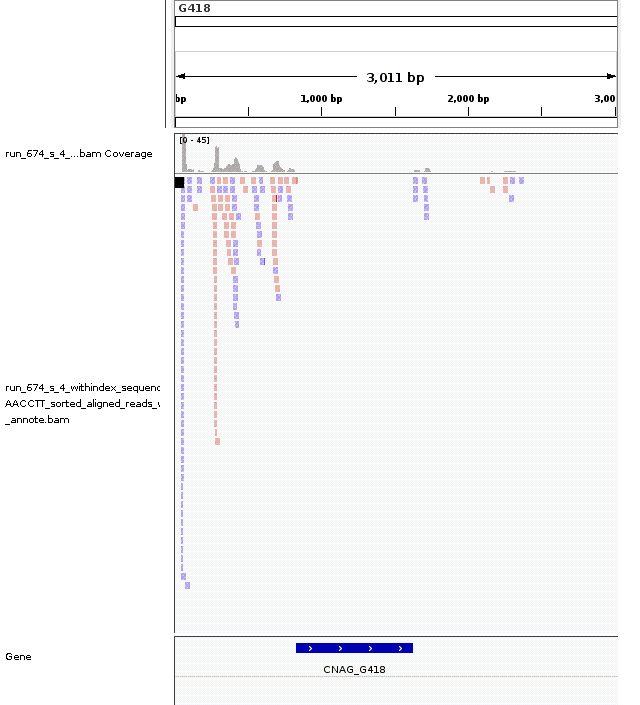 G418
3,011 bp
bp 1,000 bp 2,000 bp 3,00
[0 - 45]
run_674_s_4_...bam Coverage
run_674_s_4_withindex_sequenc
AACCTT_sorted_aligned_reads_
_annote.bam
Gene
CNAG_G418